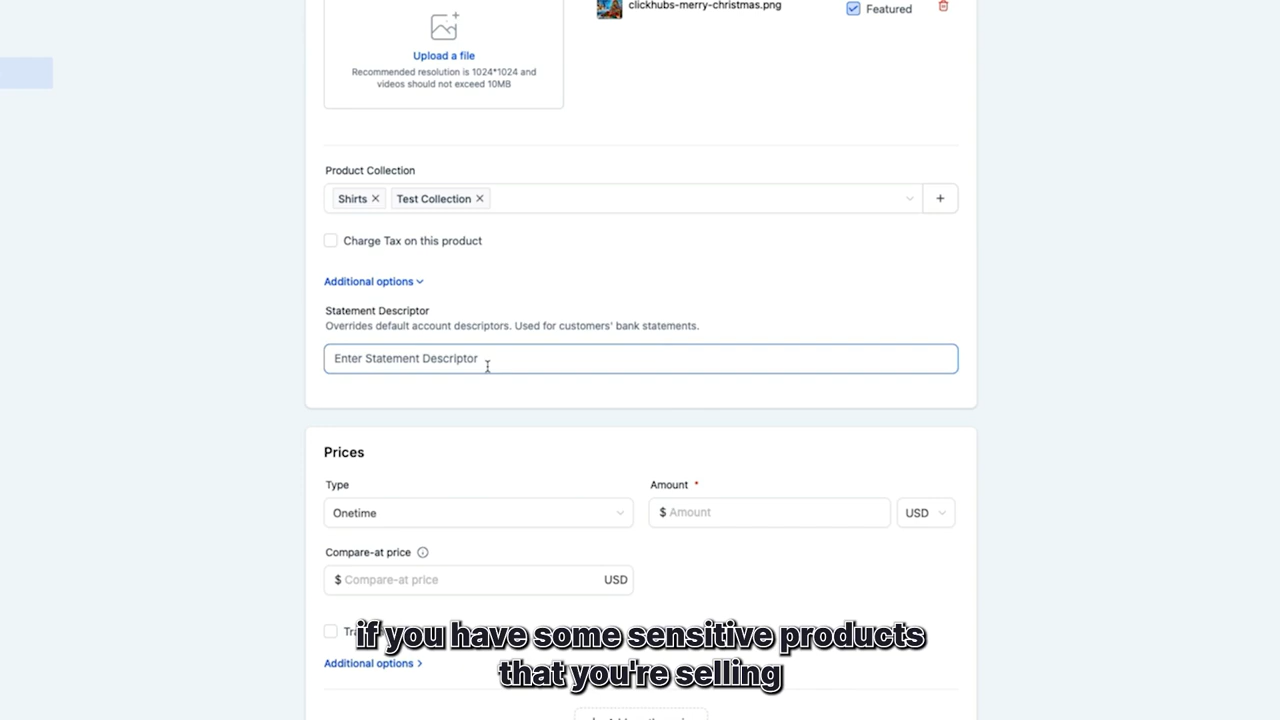 clickhubs-merry-christmas.png
Featured
Upload a file
Recommended resolution is 1024*1024 and
videos should not exceed 10MB
Product Collection
Shirts
Test Collection
Charge Tax on this product
Additional options
Statement Descriptor
Overrides default account descriptors. Used for customers' bank statements.
Enter Statement Descriptor
Prices
Type
Amount *
Onetime
$ Amount
USD
Compare-at price
$ Compare-at price
USD
if you have some sensitive products
that you're selling
Additional options